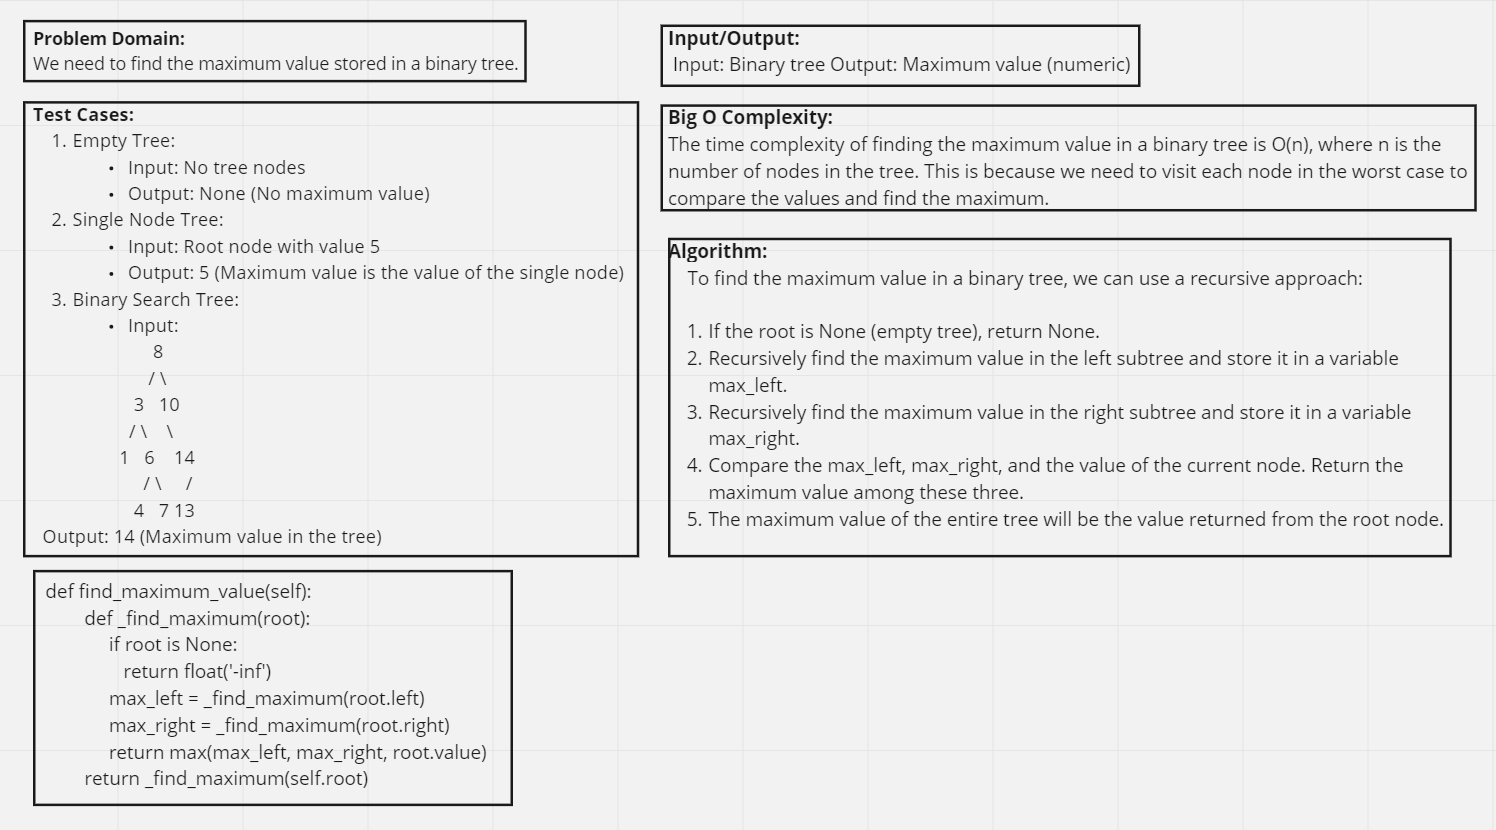 Problem Domain:
We need to find the maximum value stored in a binary tree.
Test Cases:
1. Empty Tree:
• Input: No tree nodes
• Output: None (No maximum value)
2. Single Node Tree:
• Input: Root node with value 5
• Output: 5 (Maximum value is the value of the single node)
3. Binary Search Tree:
• Input:
8
/ \
3 10
/ \ \
1 6 14
/ \ /
4 7 13
Output: 14 (Maximum value in the tree)
def find_maximum_value(self):
def _find_maximum(root):
if root is None:
return float('-inf')
max_left = _find_maximum(root.left)
max_right = _find_maximum(root.right)
return max(max_left, max_right, root.value)
return _find_maximum(self.root)
Input/Output:
Input: Binary tree Output: Maximum value (numeric)
Big O Complexity:
The time complexity of finding the maximum value in a binary tree is O(n), where n is the
number of nodes in the tree. This is because we need to visit each node in the worst case to
compare the values and find the maximum.
Algorithm:
To find the maximum value in a binary tree, we can use a recursive approach:
1. If the root is None (empty tree), return None.
2. Recursively find the maximum value in the left subtree and store it in a variable
max_left.
3. Recursively find the maximum value in the right subtree and store it in a variable
max_right.
4. Compare the max_left, max_right, and the value of the current node. Return the
maximum value among these three.
5. The maximum value of the entire tree will be the value returned from the root node.